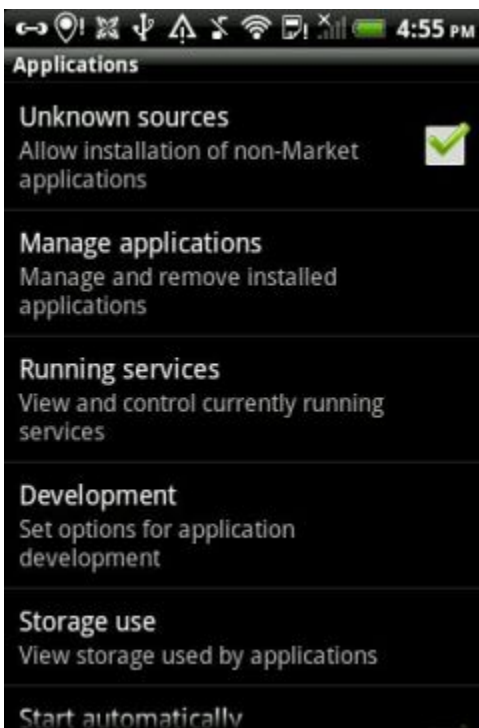 4:55 PM
Applications
Unknown sources
Allow installation of non-Market
applications
Manage applications
Manage and remove installed
applications
Running services
View and control currently running
services
Development
Set options for application
development
Storage use
View storage used by applications
Start automatically